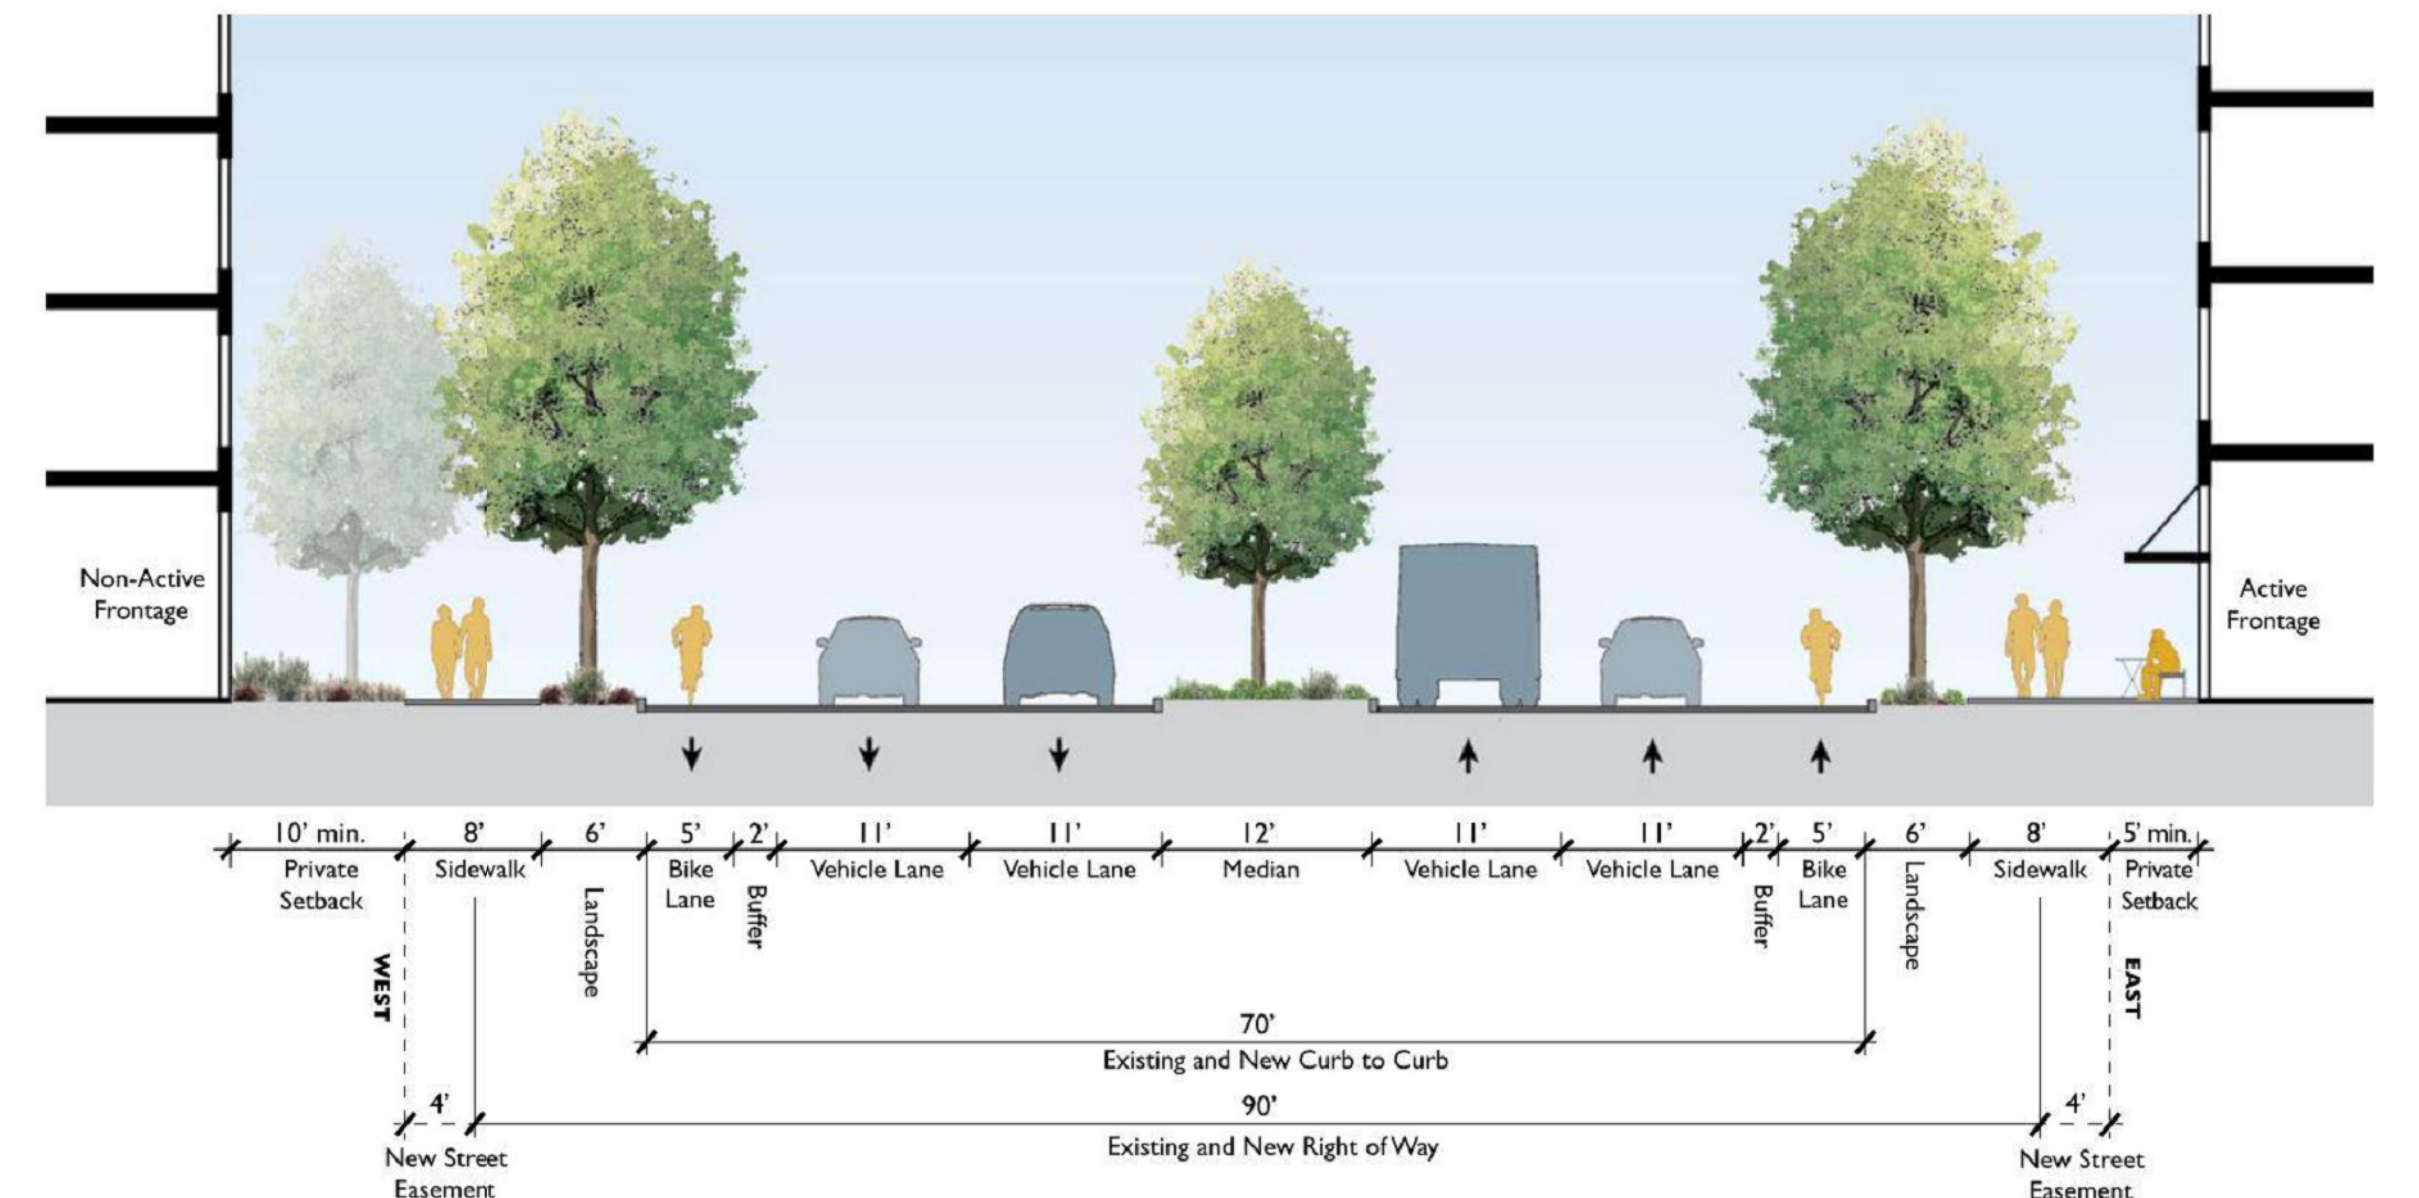 Non-Active
Frontage
Active
Frontage
10' min.
8'
6'
5'
2'
11'
11'
12'
11'
11'
2'
5'
6'
8'
5' min.
Private
Setback
Sidewalk
Landscape
Bike
Lane
Buffer
Vehicle Lane
Vehicle Lane
Median
Vehicle Lane
Vehicle Lane
Buffer
Bike
Lane
Landscape
Sidewalk
Private
Setback
WEST
EAST
70'
Existing and New Curb to Curb
4'
90'
4'
Existing and New Right of Way
New Street
Easement
New Street
Easement